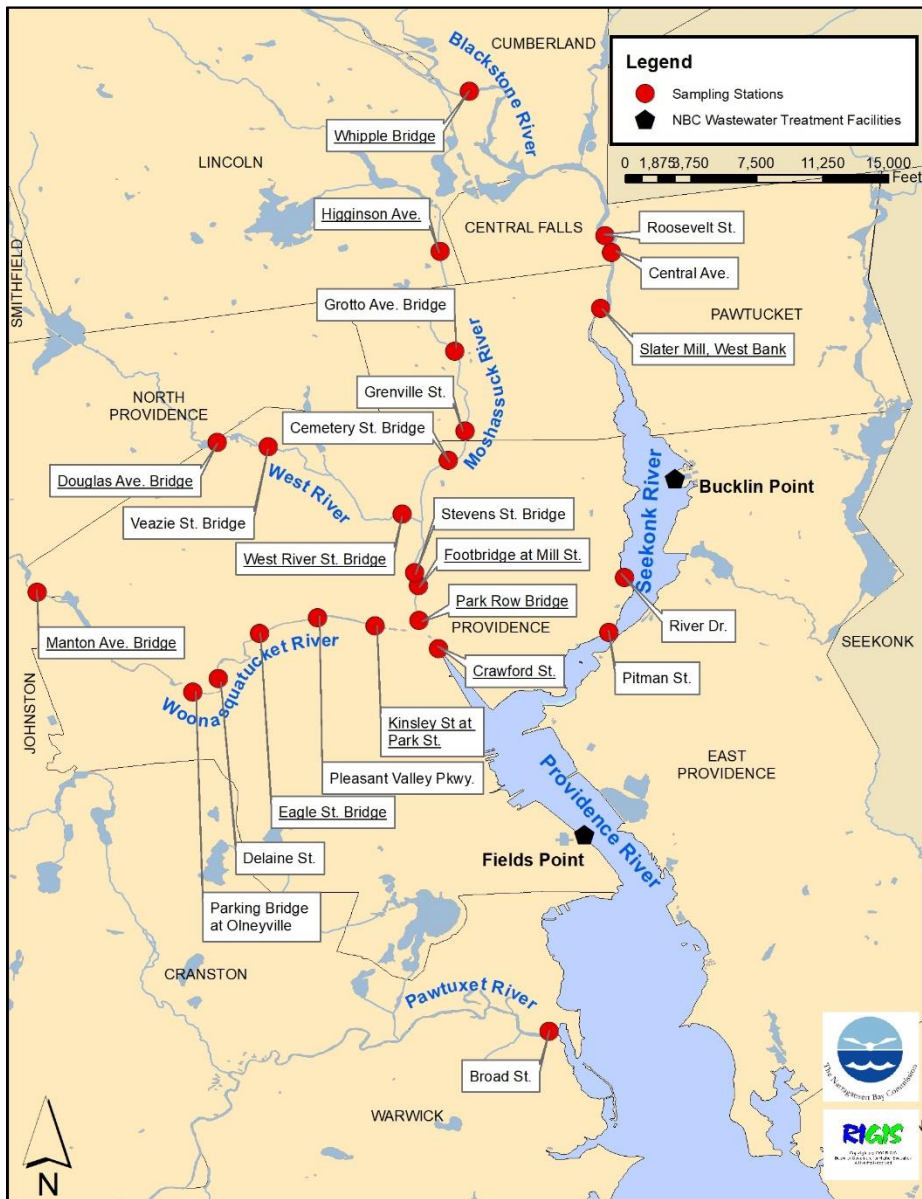 CUMBERLAND
Blackstone River
Legend
Sampling Stations
NBC Wastewater Treatment Facilities
0 1,875 3,750 7,500 11,250 15,000
Feet
Whipple Bridge
LINCOLN
Higginson Ave.
CENTRAL FALLS
Roosevelt St.
Central Ave.
SMITHFIELD
Grotto Ave. Bridge
PAWTUCKET
Slater Mill, West Bank
Moshassuck River
NORTH
PROVIDENCE
Grenville St.
Cemetery St. Bridge
Douglas Ave. Bridge
West River
Veazie St. Bridge
Seekonk River
Bucklin Point
Stevens St. Bridge
West River St. Bridge
Footbridge at Mill St.
Park Row Bridge
PROVIDENCE
River Dr.
SEEKONK
Manton Ave. Bridge
Crawford St.
Pitman St.
JOHNSTON
Woonasquatucket River
Kinsley St at
Park St.
Pleasant Valley Pkwy.
EAST
PROVIDENCE
Eagle St. Bridge
Providence River
Delaine St.
Fields Point
Parking Bridge
at Olneyville
CRANSTON
Pawtuxet River
Broad St.
WARWICK
The Narragansett Bay Commission
RIGIS
N